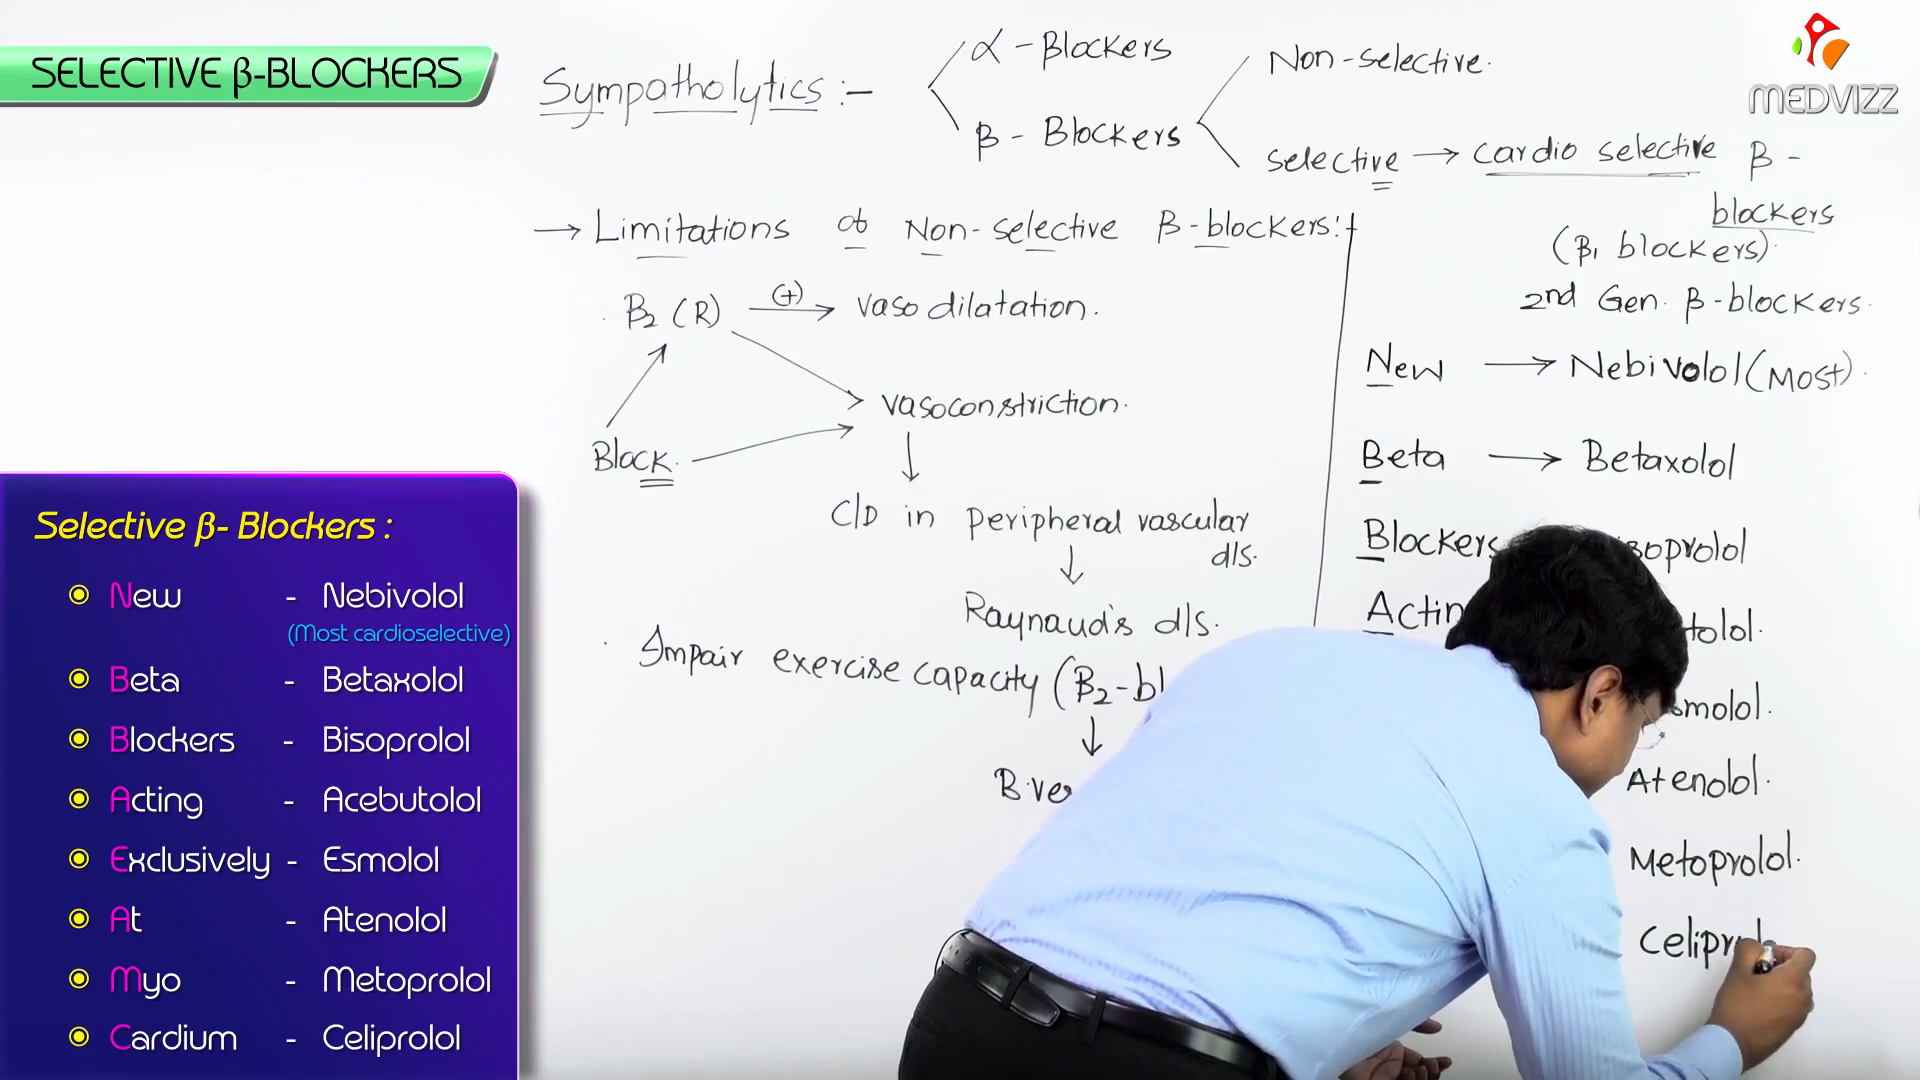 SELECTIVE β-BLOCKERS
MEDVIZZ
Sympatholytics :-
α - Blockers
β - Blockers
Non-selective.
selective → cardio selective β -
blockers
(β1 blockers).
2nd Gen. β-blockers.
→ Limitations of Non-selective β-blockers:-
B2 (R) (+) → vasodilatation.
Block.
vasoconstriction.
C/D in peripheral vascular
d/s.
Raynaud's d/s.
Impair exercise capacity (B2-bl
New → Nebivolol (Most).
Beta → Betaxolol
Blockers
Atenolol.
Metoprolol.
Selective β- Blockers :
New - Nebivolol
(Most cardioselective)
Beta - Betaxolol
Blockers - Bisoprolol
Acting - Acebutolol
Exclusively - Esmolol
At - Atenolol
Myo - Metoprolol
Cardium - Celiprolol